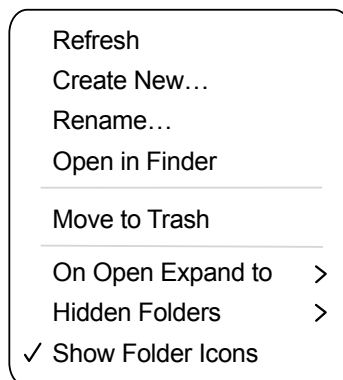 Refresh
Create New…
Rename…
Open in Finder
Move to Trash
On Open Expand to >
Hidden Folders >
✓ Show Folder Icons